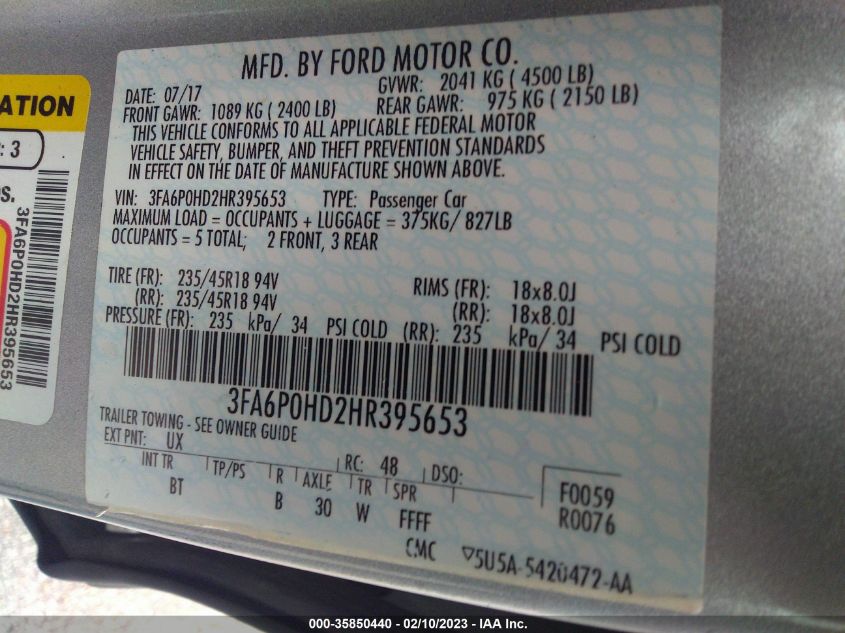 MFD. BY FORD MOTOR CO.
DATE: 07/17 GVWR: 2041 KG ( 4500 LB)
FRONT GAWR: 1089 KG ( 2400 LB) REAR GAWR: 975 KG ( 2150 LB)
THIS VEHICLE CONFORMS TO ALL APPLICABLE FEDERAL MOTOR
VEHICLE SAFETY, BUMPER, AND THEFT PREVENTION STANDARDS
IN EFFECT ON THE DATE OF MANUFACTURE SHOWN ABOVE.
VIN: 3FA6P0HD2HR395653 TYPE: Passenger Car
MAXIMUM LOAD = OCCUPANTS + LUGGAGE = 375KG/ 827LB
OCCUPANTS = 5 TOTAL; 2 FRONT, 3 REAR
TIRE (FR): 235/45R18 94V RIMS (FR): 18x8.0J
(RR): 235/45R18 94V (RR): 18x8.0J
PRESSURE (FR): 235 kPa/ 34 PSI COLD (RR): 235 kPa/ 34 PSI COLD
3FA6P0HD2HR395653
TRAILER TOWING - SEE OWNER GUIDE
EXT PNT: UX RC: 48 DSO:
INT TR TP/PS R AXLE TR SPR
BT B 30 W FFFF
F0059
R0076
CMC ▽5U5A-5420472-AA
ATION
: 3
S.
3FA6P0HD2HR395653
000-35850440 - 02/10/2023 - IAA Inc.